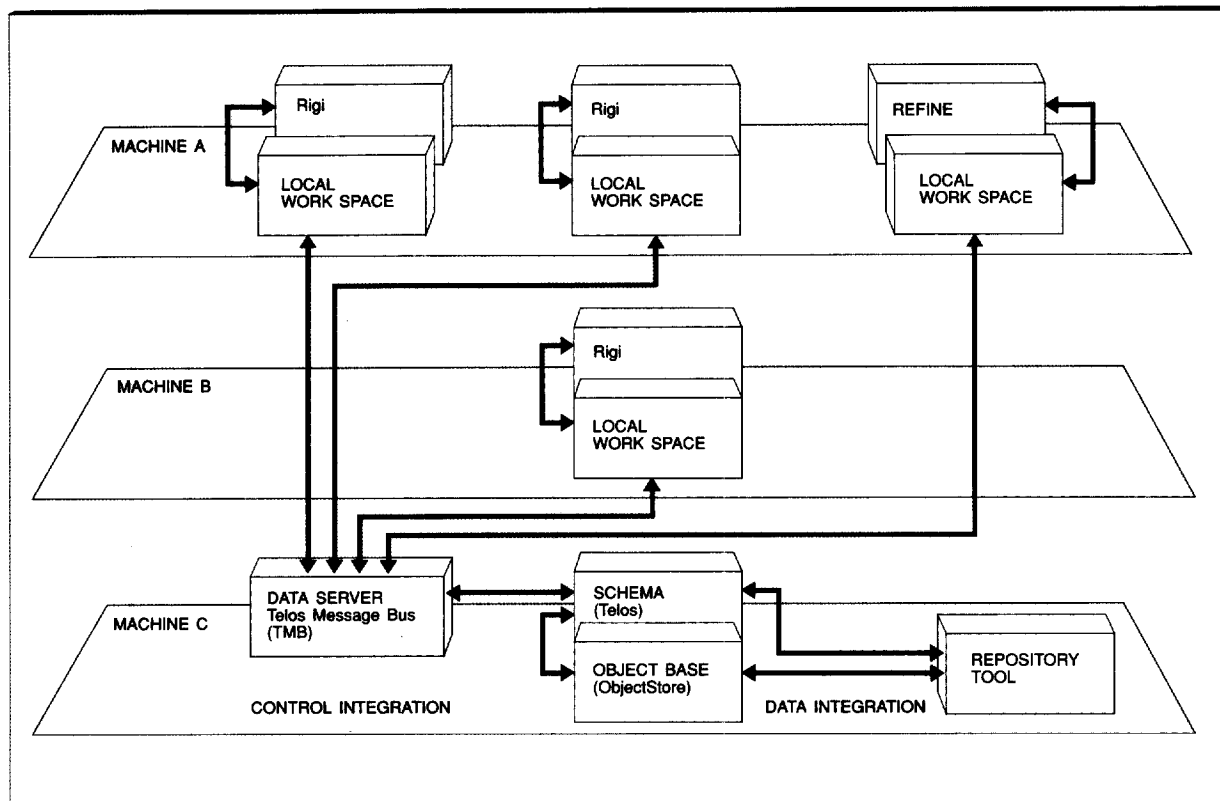 Rigi
Rigi
REFINE
MACHINE A
LOCAL
WORK SPACE
LOCAL
WORK SPACE
LOCAL
WORK SPACE
Rigi
MACHINE B
LOCAL
WORK SPACE
DATA SERVER
Telos Message Bus
(TMB)
SCHEMA
(Telos)
MACHINE C
OBJECT BASE
(ObjectStore)
REPOSITORY
TOOL
CONTROL INTEGRATION
DATA INTEGRATION